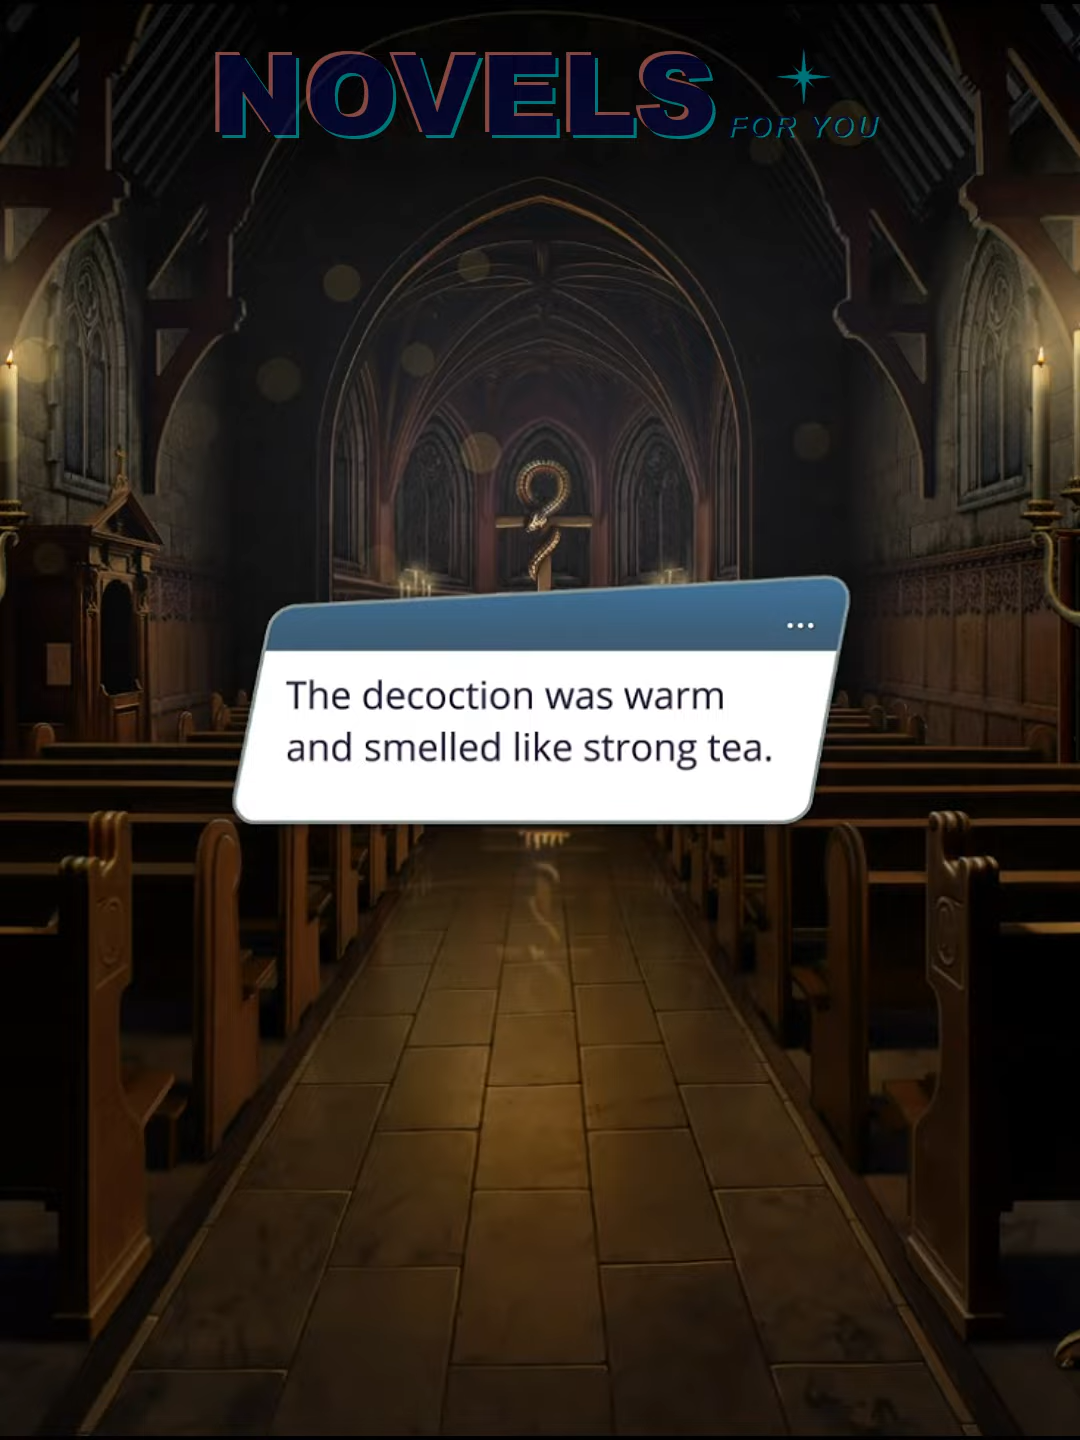 NOVELS
FOR YOU
...
The decoction was warm
and smelled like strong tea.